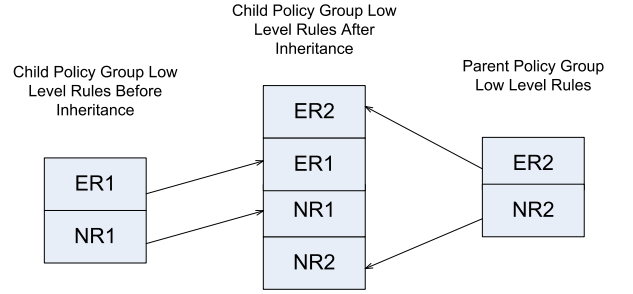 Child Policy Group Low
Level Rules Before
Inheritance
ER1
NR1
Child Policy Group Low
Level Rules After
Inheritance
ER2
ER1
NR1
NR2
Parent Policy Group
Low Level Rules
ER2
NR2